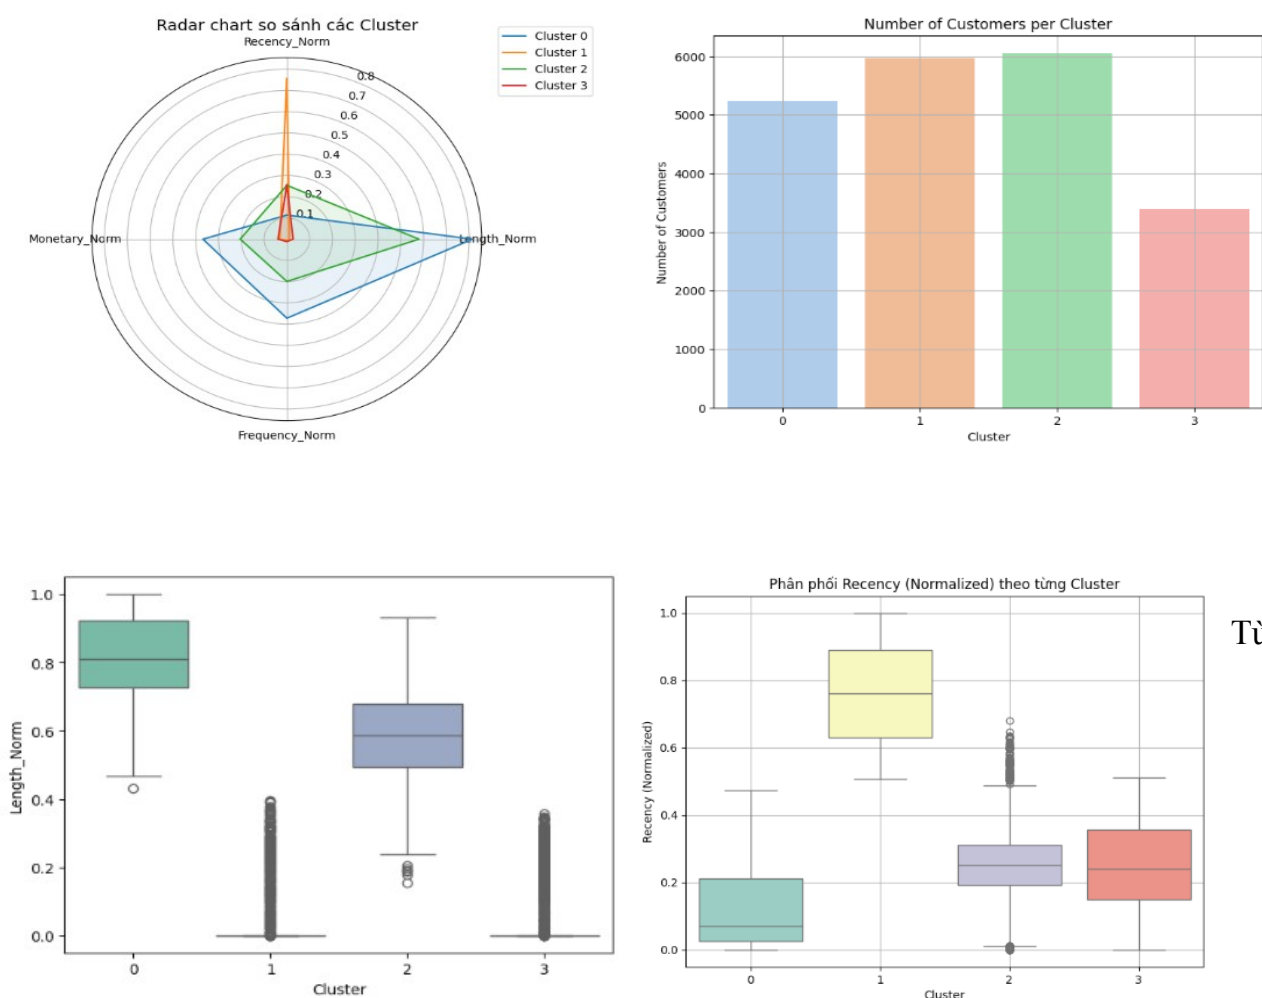 Radar chart so sánh các Cluster
Recency_Norm
Cluster 0
Cluster 1
Cluster 2
Cluster 3
0.8
0.7
0.6
0.5
0.4
0.3
0.2
0.1
Monetary_Norm
Length_Norm
Frequency_Norm
Number of Customers per Cluster
Number of Customers
6000
5000
4000
3000
2000
1000
0
0 1 2 3
Cluster
Length_Norm
1.0
0.8
0.6
0.4
0.2
0.0
0 1 2 3
Cluster
Phân phối Recency (Normalized) theo từng Cluster
Recency (Normalized)
1.0
0.8
0.6
0.4
0.2
0.0
0 1 2 3
Cluster